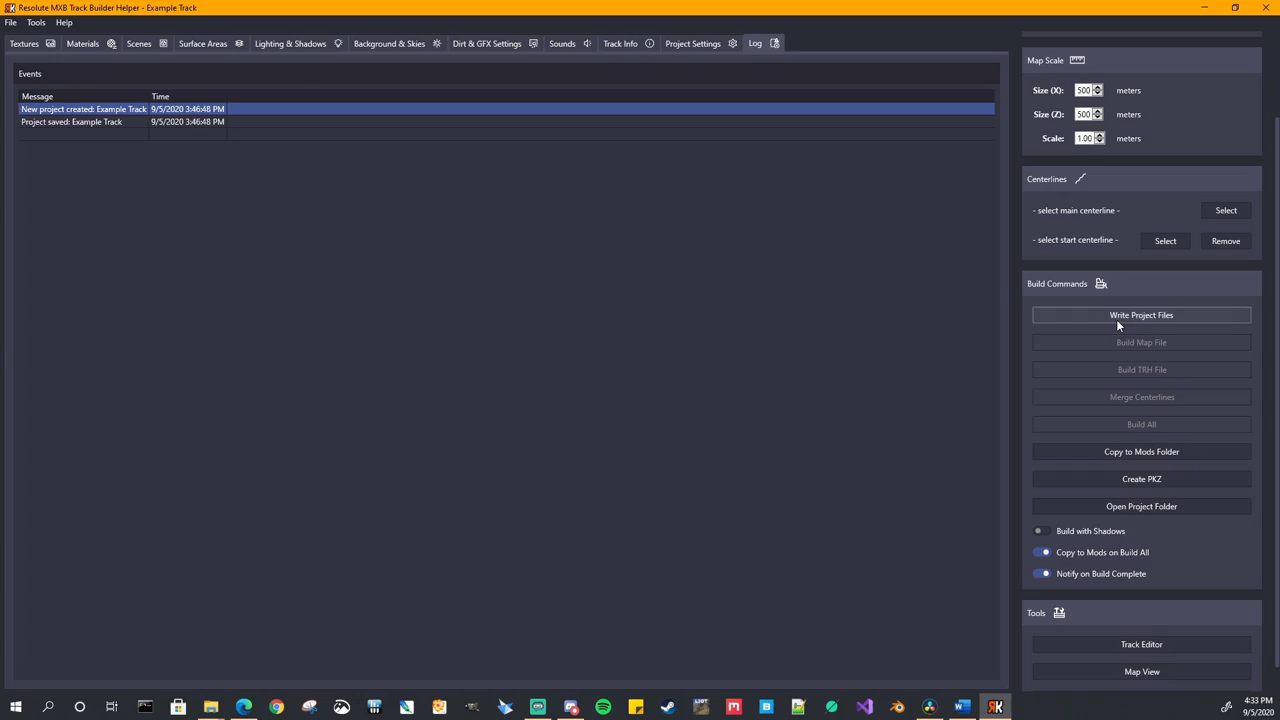 Resolute MXB Track Builder Helper - Example Track
File Tools Help
Textures Materials Scenes Surface Areas Lighting & Shadows Background & Skies Dirt & GFX Settings Sounds Track Info Project Settings Log
Events
Message Time
New project created: Example Track 9/5/2020 3:46:48 PM
Project saved: Example Track 9/5/2020 3:46:48 PM
Map Scale
Size (X): 500 meters
Size (Z): 500 meters
Scale: 1.00 meters
Centerlines
- select main centerline - Select
- select start centerline - Select Remove
Build Commands
Write Project Files
Build Map File
Build TRH File
Merge Centerlines
Build All
Copy to Mods Folder
Create PKZ
Open Project Folder
Build with Shadows
Copy to Mods on Build All
Notify on Build Complete
Tools
Track Editor
Map View
4:33 PM
9/5/2020